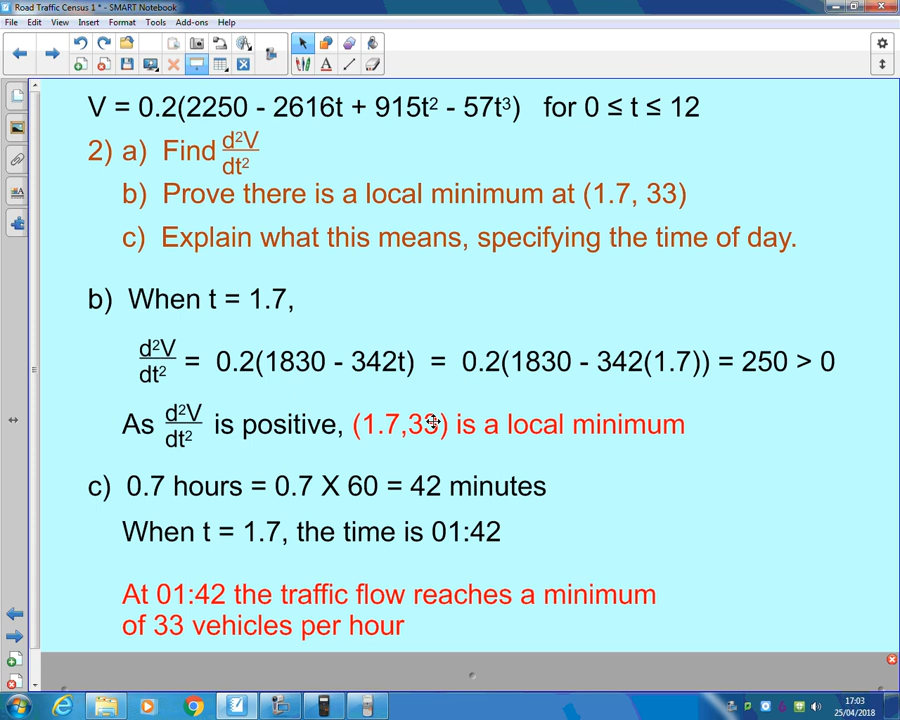 Road Traffic Census 1 * - SMART Notebook
File Edit View Insert Format Tools Add-ons Help
V = 0.2(2250 - 2616t + 915t² - 57t³) for 0 ≤ t ≤ 12
2) a) Find d²V/dt²
b) Prove there is a local minimum at (1.7, 33)
c) Explain what this means, specifying the time of day.
b) When t = 1.7,
d²V/dt² = 0.2(1830 - 342t) = 0.2(1830 - 342(1.7)) = 250 > 0
As d²V/dt² is positive, (1.7,33) is a local minimum
c) 0.7 hours = 0.7 X 60 = 42 minutes
When t = 1.7, the time is 01:42
At 01:42 the traffic flow reaches a minimum
of 33 vehicles per hour
17:03
25/04/2018